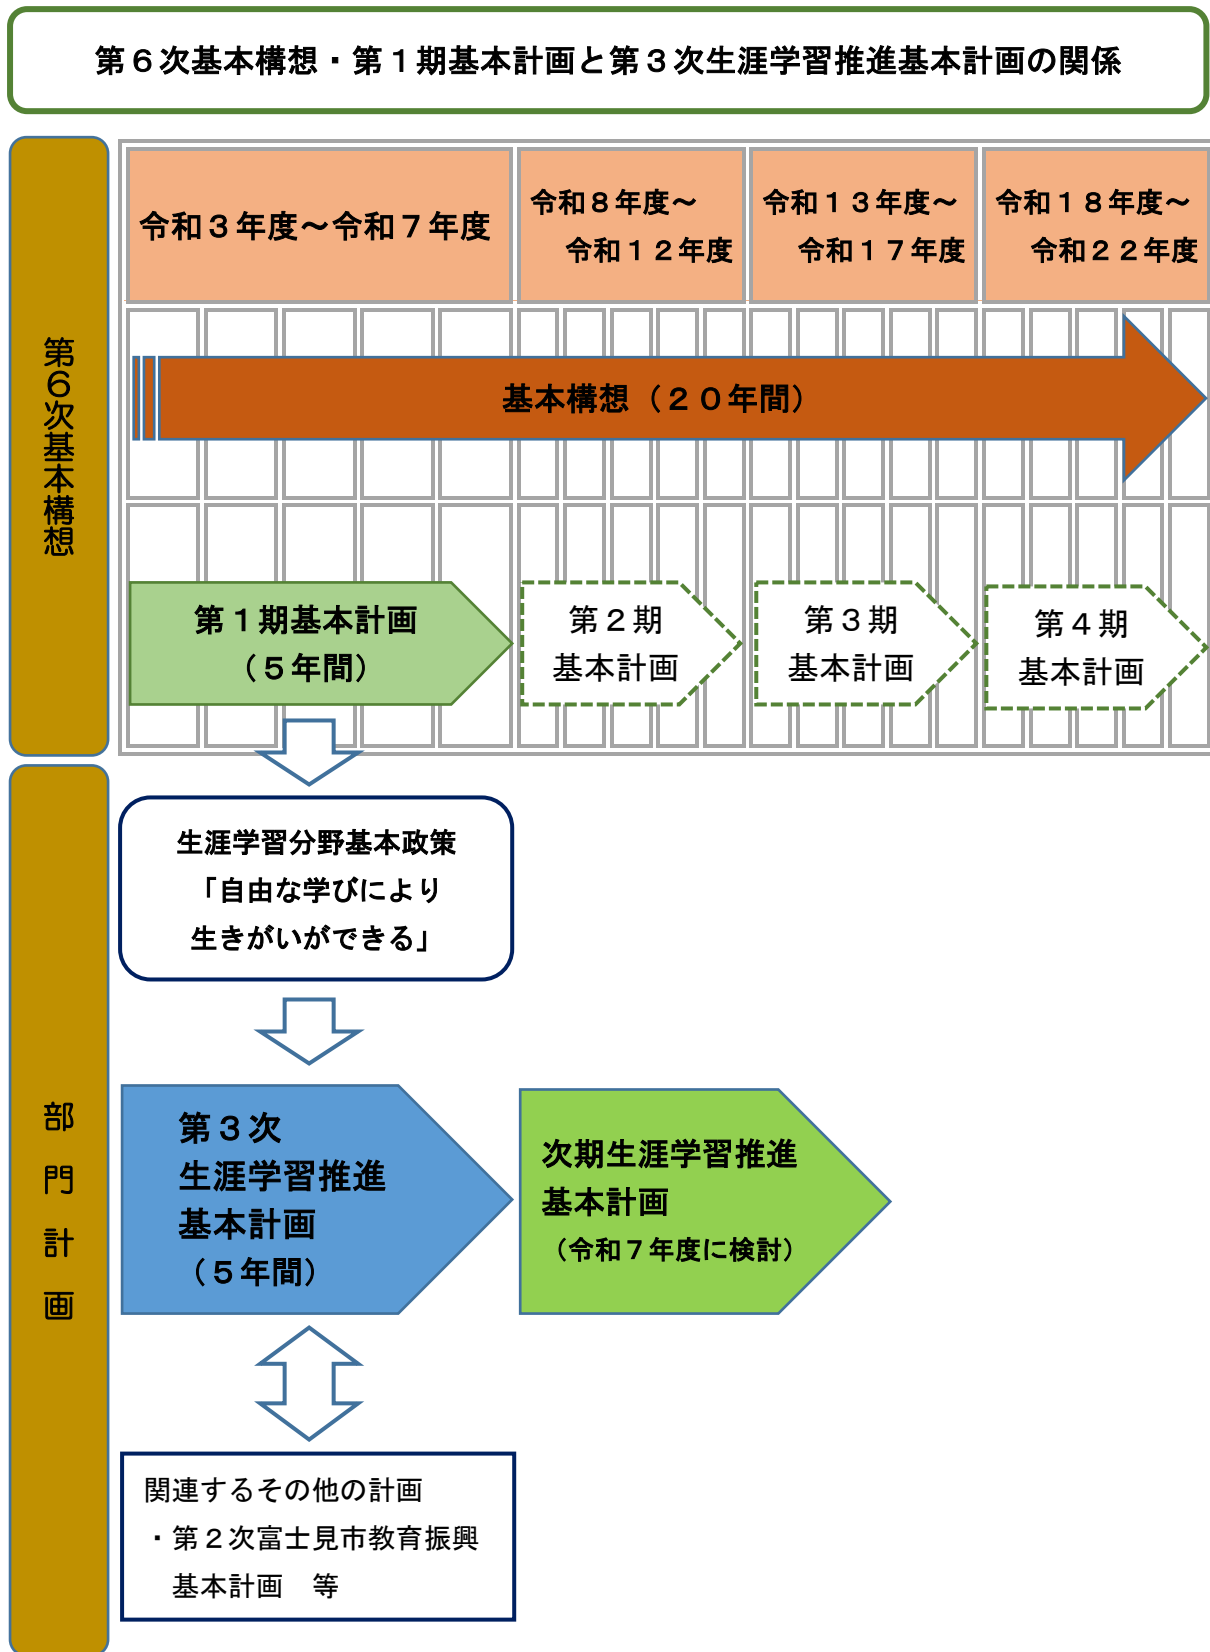 第６次基本構想・第１期基本計画と第３次生涯学習推進基本計画の関係
第６次基本構想
令和３年度～令和７年度
令和８年度～
令和１２年度
令和１３年度～
令和１７年度
令和１８年度～
令和２２年度
基本構想（２０年間）
第１期基本計画
（５年間）
第２期
基本計画
第３期
基本計画
第４期
基本計画
部門計画
生涯学習分野基本政策
「自由な学びにより
生きがいができる」
第３次
生涯学習推進
基本計画
（５年間）
次期生涯学習推進
基本計画
（令和７年度に検討）
関連するその他の計画
・第２次富士見市教育振興
基本計画　等